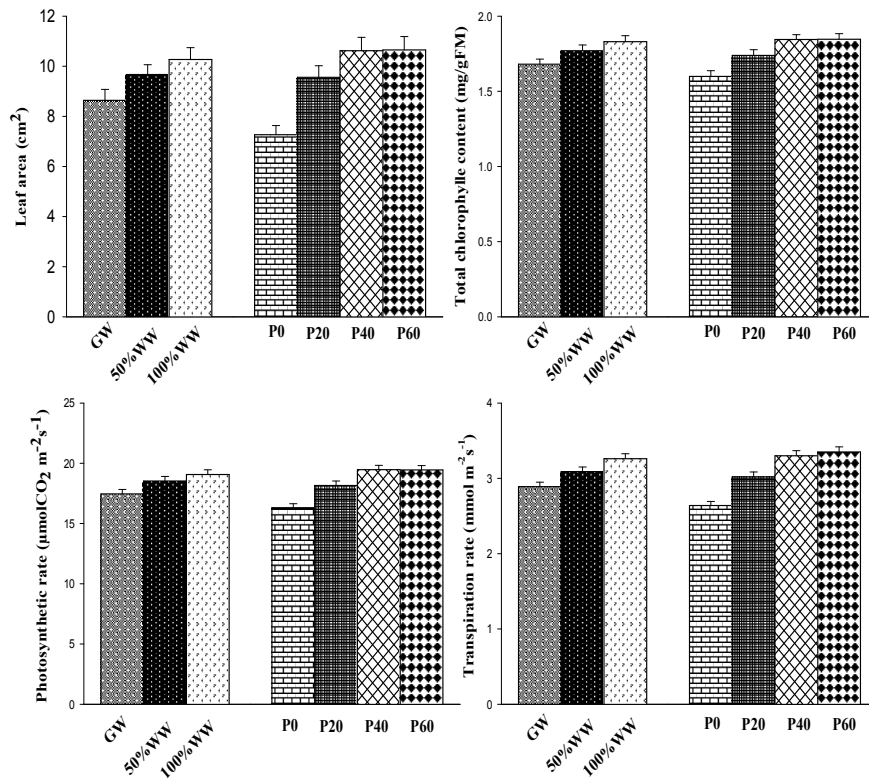 Leaf area (cm²)
12
10
8
6
4
2
0
GW
50%WW
100%WW
P0
P20
P40
P60
Total chlorophylle content (mg/gFM)
2.0
1.5
1.0
0.5
0.0
GW
50%WW
100%WW
P0
P20
P40
P60
Photosynthetic rate (µmolCO₂ m⁻²s⁻¹)
25
20
15
10
5
0
GW
50%WW
100%WW
P0
P20
P40
P60
Transpiration rate (mmol m⁻²s⁻¹)
4
3
2
1
0
GW
50%WW
100%WW
P0
P20
P40
P60